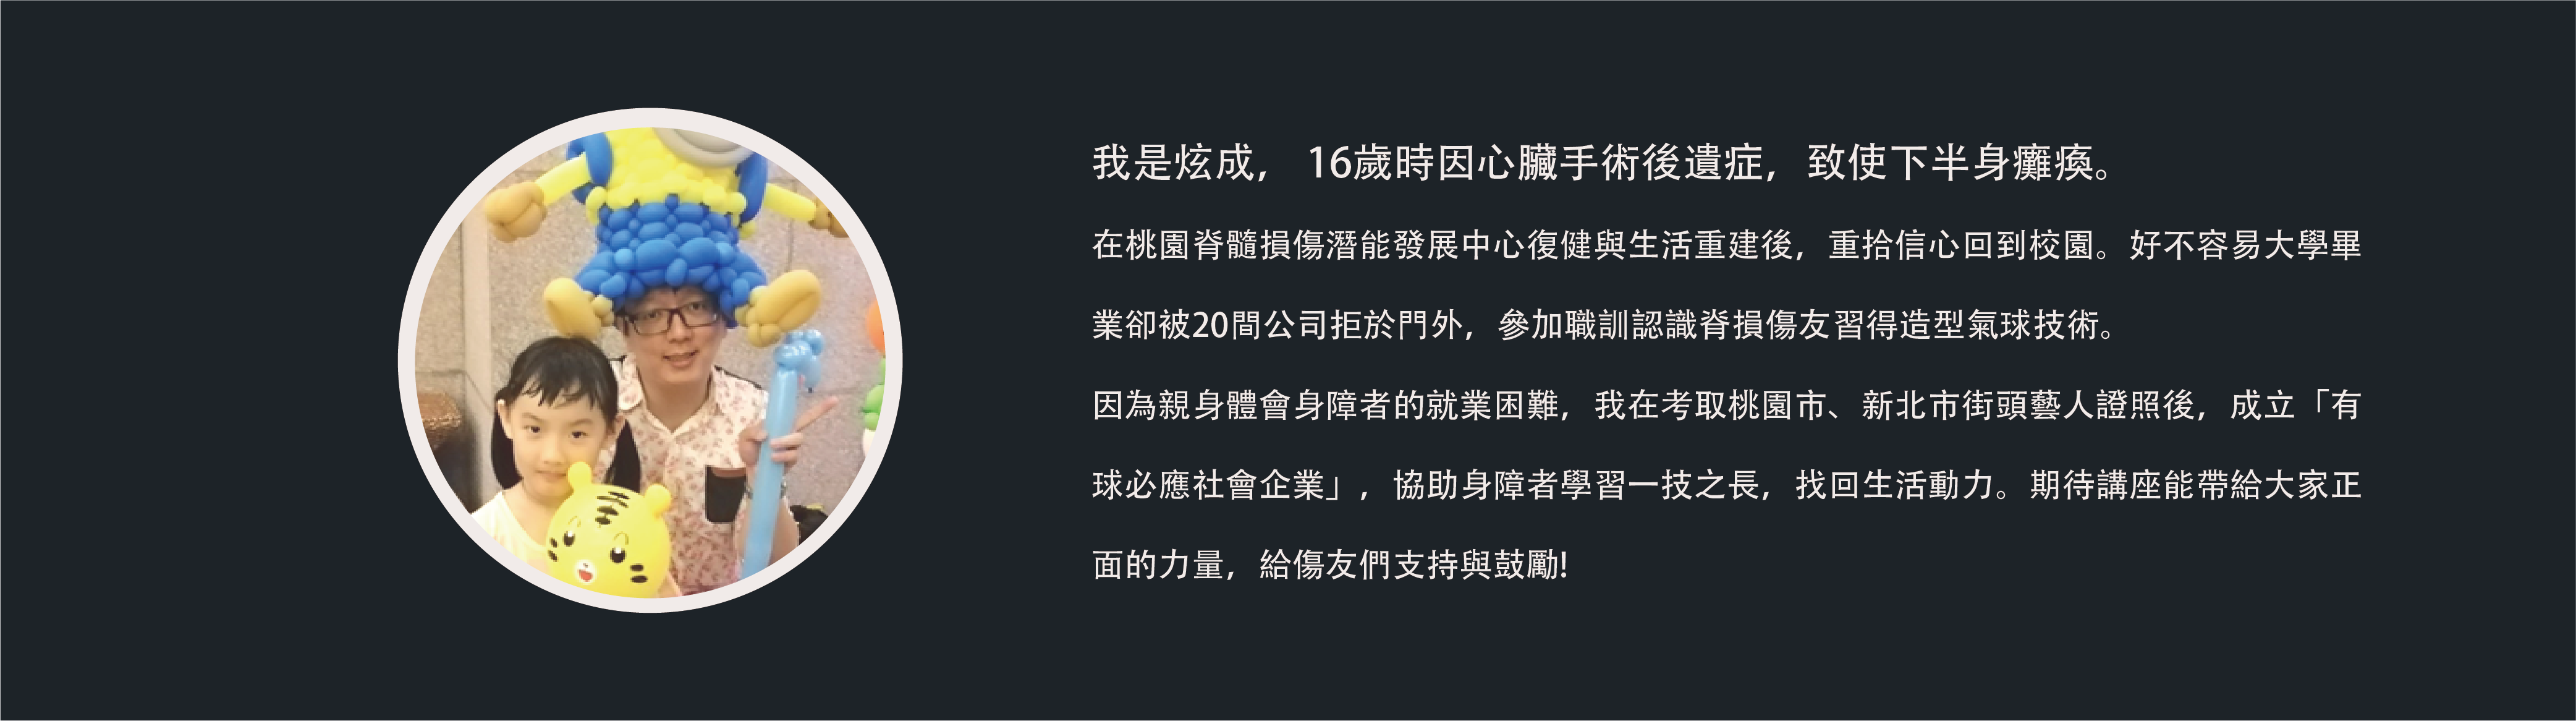 我是炫成， 16歲時因心臟手術後遺症，致使下半身癱瘓。
在桃園脊髓損傷潛能發展中心復健與生活重建後，重拾信心回到校園。好不容易大學畢
業卻被20間公司拒於門外，參加職訓認識脊損傷友習得造型氣球技術。
因為親身體會身障者的就業困難，我在考取桃園市、新北市街頭藝人證照後，成立「有
球必應社會企業」，協助身障者學習一技之長，找回生活動力。期待講座能帶給大家正
面的力量，給傷友們支持與鼓勵!